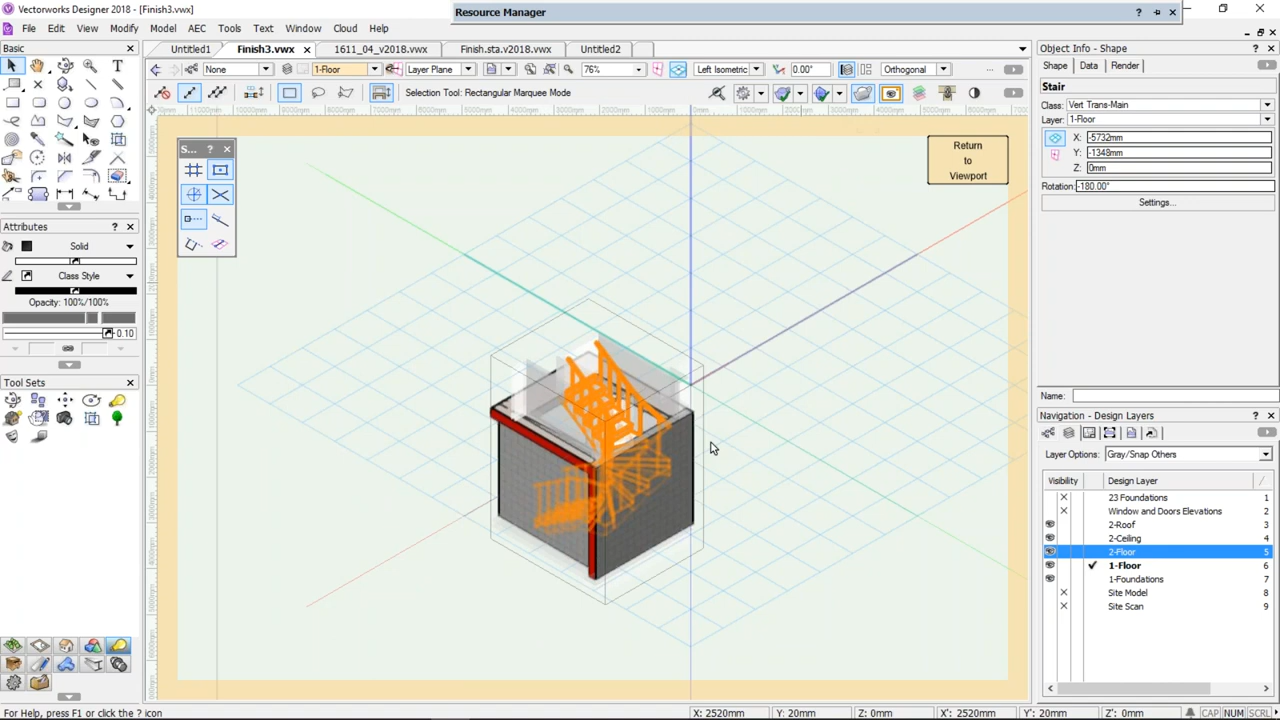 Vectorworks Designer 2018 - [Finish3.vwx]
Resource Manager
File Edit View Modify Model AEC Tools Text Window Cloud Help
Basic
Untitled1 Finish3.vwx 1611_04_v2018.vwx Finish.sta.v2018.vwx Untitled2
None 1-Floor Layer Plane 76% Left Isometric 0.00° Orthogonal
Selection Tool: Rectangular Marquee Mode
S...
Return
to
Viewport
Attributes
Solid
Class Style
Opacity: 100%/100%
0.10
Tool Sets
Object Info - Shape
Shape Data Render
Stair
Class: Vert Trans-Main
Layer: 1-Floor
X: -5732mm
Y: -1348mm
Z: 0mm
Rotation: -180.00°
Settings...
Name:
Navigation - Design Layers
Layer Options: Gray/Snap Others
Visibility Design Layer /
23 Foundations 1
Window and Doors Elevations 2
2-Roof 3
2-Ceiling 4
2-Floor 5
1-Floor 6
1-Foundations 7
Site Model 8
Site Scan 9
For Help, press F1 or click the ? icon
X: 2520mm Y: 20mm Z: 0mm X': 2520mm Y': 20mm Z': 0mm CAP NUM SCRL